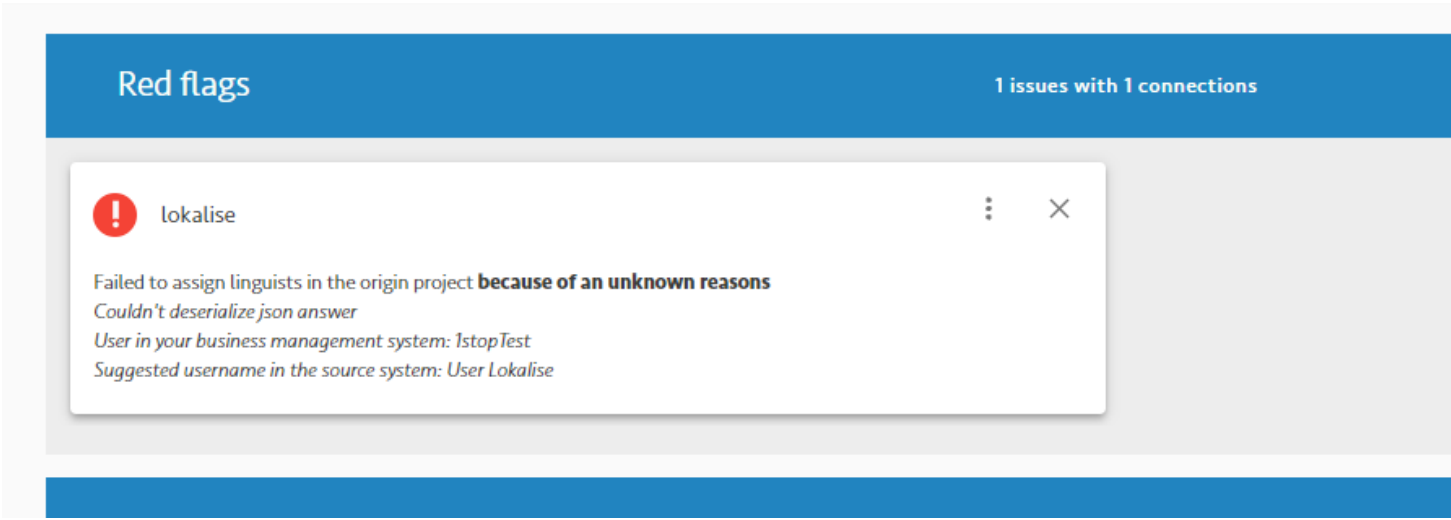 Red flags
1 issues with 1 connections
lokalise
Failed to assign linguists in the origin project because of an unknown reasons
Couldn't deserialize json answer
User in your business management system: 1stopTest
Suggested username in the source system: User Lokalise